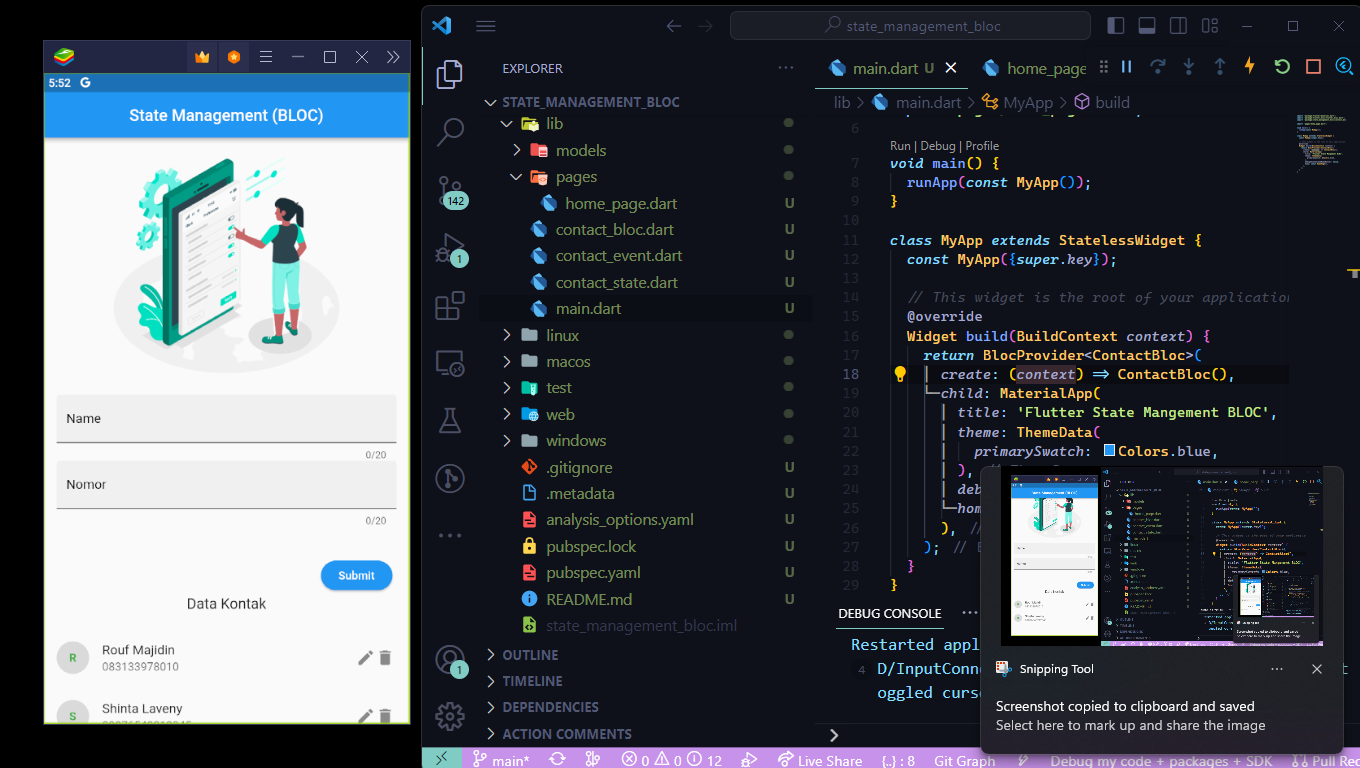 5:52 G
State Management (BLOC)
Name
0/20
Nomor
0/20
Submit
Data Kontak
R
Rouf Majidin
083133978010
S
Shinta Laveny
state_management_bloc
EXPLORER
STATE_MANAGEMENT_BLOC
lib
models
pages
home_page.dart U
contact_bloc.dart U
contact_event.dart U
contact_state.dart U
main.dart U
linux
macos
test
web
windows
.gitignore U
.metadata U
analysis_options.yaml U
pubspec.lock U
pubspec.yaml U
README.md U
state_management_bloc.iml
OUTLINE
TIMELINE
DEPENDENCIES
ACTION COMMENTS
142
1
1
main.dart U
home_page
lib > main.dart > MyApp > build
6
Run | Debug | Profile
7 void main() {
8 runApp(const MyApp());
9 }
10
11 class MyApp extends StatelessWidget {
12 const MyApp({super.key});
13
14 // This widget is the root of your application
15 @override
16 Widget build(BuildContext context) {
17 return BlocProvider<ContactBloc>(
18 create: (context) => ContactBloc(),
19 child: MaterialApp(
20 title: 'Flutter State Mangement BLOC',
21 theme: ThemeData(
22 primarySwatch: Colors.blue,
23 ), //
24 deb
25 hom
26 ), //
27 ); //
28 }
29 }
DEBUG CONSOLE
Restarted appl
4 D/InputConn
oggled curs
Snipping Tool
Screenshot copied to clipboard and saved
Select here to mark up and share the image
main* 0 0 12 Live Share {..} : 8 Git Graph Debug my code + packages + SDK Pull Rec